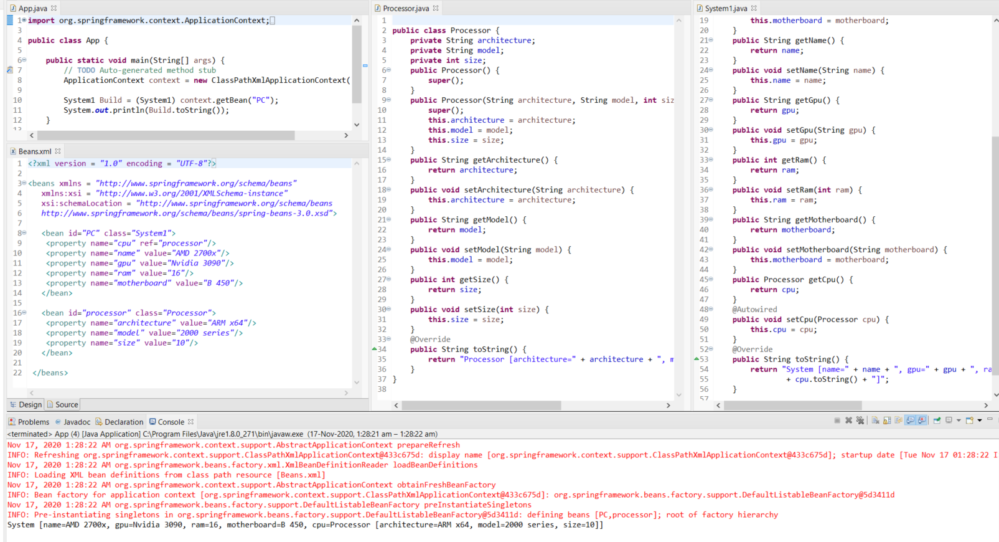 App.java
1 import org.springframework.context.ApplicationContext;
3
4 public class App {
5
6 public static void main(String[] args) {
7 // TODO Auto-generated method stub
8 ApplicationContext context = new ClassPathXmlApplicationContext(
9
10 System1 Build = (System1) context.getBean("PC");
11 System.out.println(Build.toString());
12 }
13
Beans.xml
1 <?xml version = "1.0" encoding = "UTF-8"?>
2
3 <beans xmlns = "http://www.springframework.org/schema/beans"
4 xmlns:xsi = "http://www.w3.org/2001/XMLSchema-instance"
5 xsi:schemaLocation = "http://www.springframework.org/schema/beans
6 http://www.springframework.org/schema/beans/spring-beans-3.0.xsd">
7
8 <bean id="PC" class="System1">
9 <property name="cpu" ref="processor"/>
10 <property name="name" value="AMD 2700x"/>
11 <property name="gpu" value="Nvidia 3090"/>
12 <property name="ram" value="16"/>
13 <property name="motherboard" value="B 450"/>
14 </bean>
15
16 <bean id="processor" class="Processor">
17 <property name="architecture" value="ARM x64"/>
18 <property name="model" value="2000 series"/>
19 <property name="size" value="10"/>
20 </bean>
21
22 </beans>
Design Source
Processor.java
1
2 public class Processor {
3 private String architecture;
4 private String model;
5 private int size;
6 public Processor() {
7 super();
8 }
9 public Processor(String architecture, String model, int siz
10 super();
11 this.architecture = architecture;
12 this.model = model;
13 this.size = size;
14 }
15 public String getArchitecture() {
16 return architecture;
17 }
18 public void setArchitecture(String architecture) {
19 this.architecture = architecture;
20 }
21 public String getModel() {
22 return model;
23 }
24 public void setModel(String model) {
25 this.model = model;
26 }
27 public int getSize() {
28 return size;
29 }
30 public void setSize(int size) {
31 this.size = size;
32 }
33 @Override
34 public String toString() {
35 return "Processor [architecture=" + architecture + ", m
36 }
37 }
38
System1.java
19 this.motherboard = motherboard;
20 }
21 public String getName() {
22 return name;
23 }
24 public void setName(String name) {
25 this.name = name;
26 }
27 public String getGpu() {
28 return gpu;
29 }
30 public void setGpu(String gpu) {
31 this.gpu = gpu;
32 }
33 public int getRam() {
34 return ram;
35 }
36 public void setRam(int ram) {
37 this.ram = ram;
38 }
39 public String getMotherboard() {
40 return motherboard;
41 }
42 public void setMotherboard(String motherboard) {
43 this.motherboard = motherboard;
44 }
45 public Processor getCpu() {
46 return cpu;
47 }
48 @Autowired
49 public void setCpu(Processor cpu) {
50 this.cpu = cpu;
51 }
52 @Override
53 public String toString() {
54 return "System [name=" + name + ", gpu=" + gpu + ", ra
55 + cpu.toString() + "]";
56 }
57
Problems Javadoc Declaration Console
<terminated> App (4) [Java Application] C:\Program Files\Java\jre1.8.0_271\bin\javaw.exe (17-Nov-2020, 1:28:21 am – 1:28:22 am)
Nov 17, 2020 1:28:22 AM org.springframework.context.support.AbstractApplicationContext prepareRefresh
INFO: Refreshing org.springframework.context.support.ClassPathXmlApplicationContext@433c675d: display name [org.springframework.context.support.ClassPathXmlApplicationContext@433c675d]; startup date [Tue Nov 17 01:28:22 I
Nov 17, 2020 1:28:22 AM org.springframework.beans.factory.xml.XmlBeanDefinitionReader loadBeanDefinitions
INFO: Loading XML bean definitions from class path resource [Beans.xml]
Nov 17, 2020 1:28:22 AM org.springframework.context.support.AbstractApplicationContext obtainFreshBeanFactory
INFO: Bean factory for application context [org.springframework.context.support.ClassPathXmlApplicationContext@433c675d]: org.springframework.beans.factory.support.DefaultListableBeanFactory@5d3411d
Nov 17, 2020 1:28:22 AM org.springframework.beans.factory.support.DefaultListableBeanFactory preInstantiateSingletons
INFO: Pre-instantiating singletons in org.springframework.beans.factory.support.DefaultListableBeanFactory@5d3411d: defining beans [PC,processor]; root of factory hierarchy
System [name=AMD 2700x, gpu=Nvidia 3090, ram=16, motherboard=B 450, cpu=Processor [architecture=ARM x64, model=2000 series, size=10]]